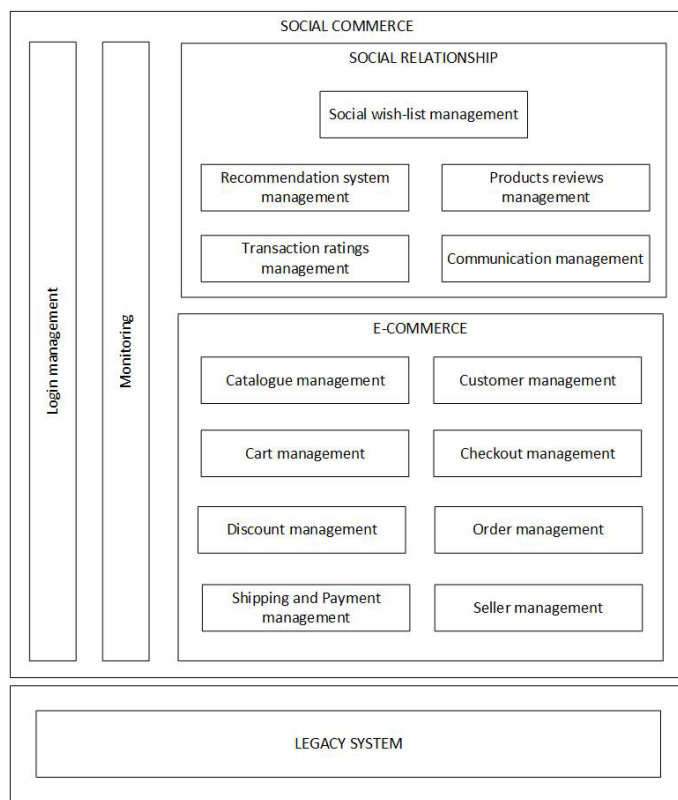 SOCIAL COMMERCE
Login management
Monitoring
SOCIAL RELATIONSHIP
Social wish-list management
Recommendation system
management
Products reviews
management
Transaction ratings
management
Communication management
E-COMMERCE
Catalogue management
Customer management
Cart management
Checkout management
Discount management
Order management
Shipping and Payment
management
Seller management
LEGACY SYSTEM